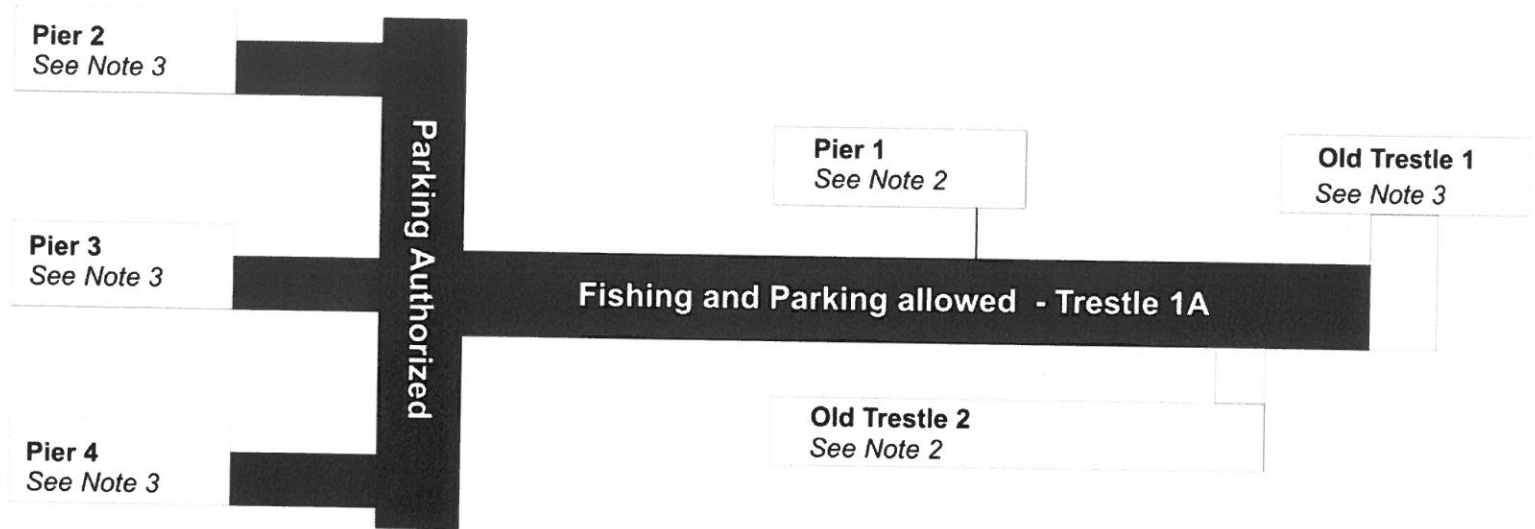 Pier 2
See Note 3
Parking Authorized
Pier 1
See Note 2
Old Trestle 1
See Note 3
Pier 3
See Note 3
Fishing and Parking allowed - Trestle 1A
Old Trestle 2
See Note 2
Pier 4
See Note 3